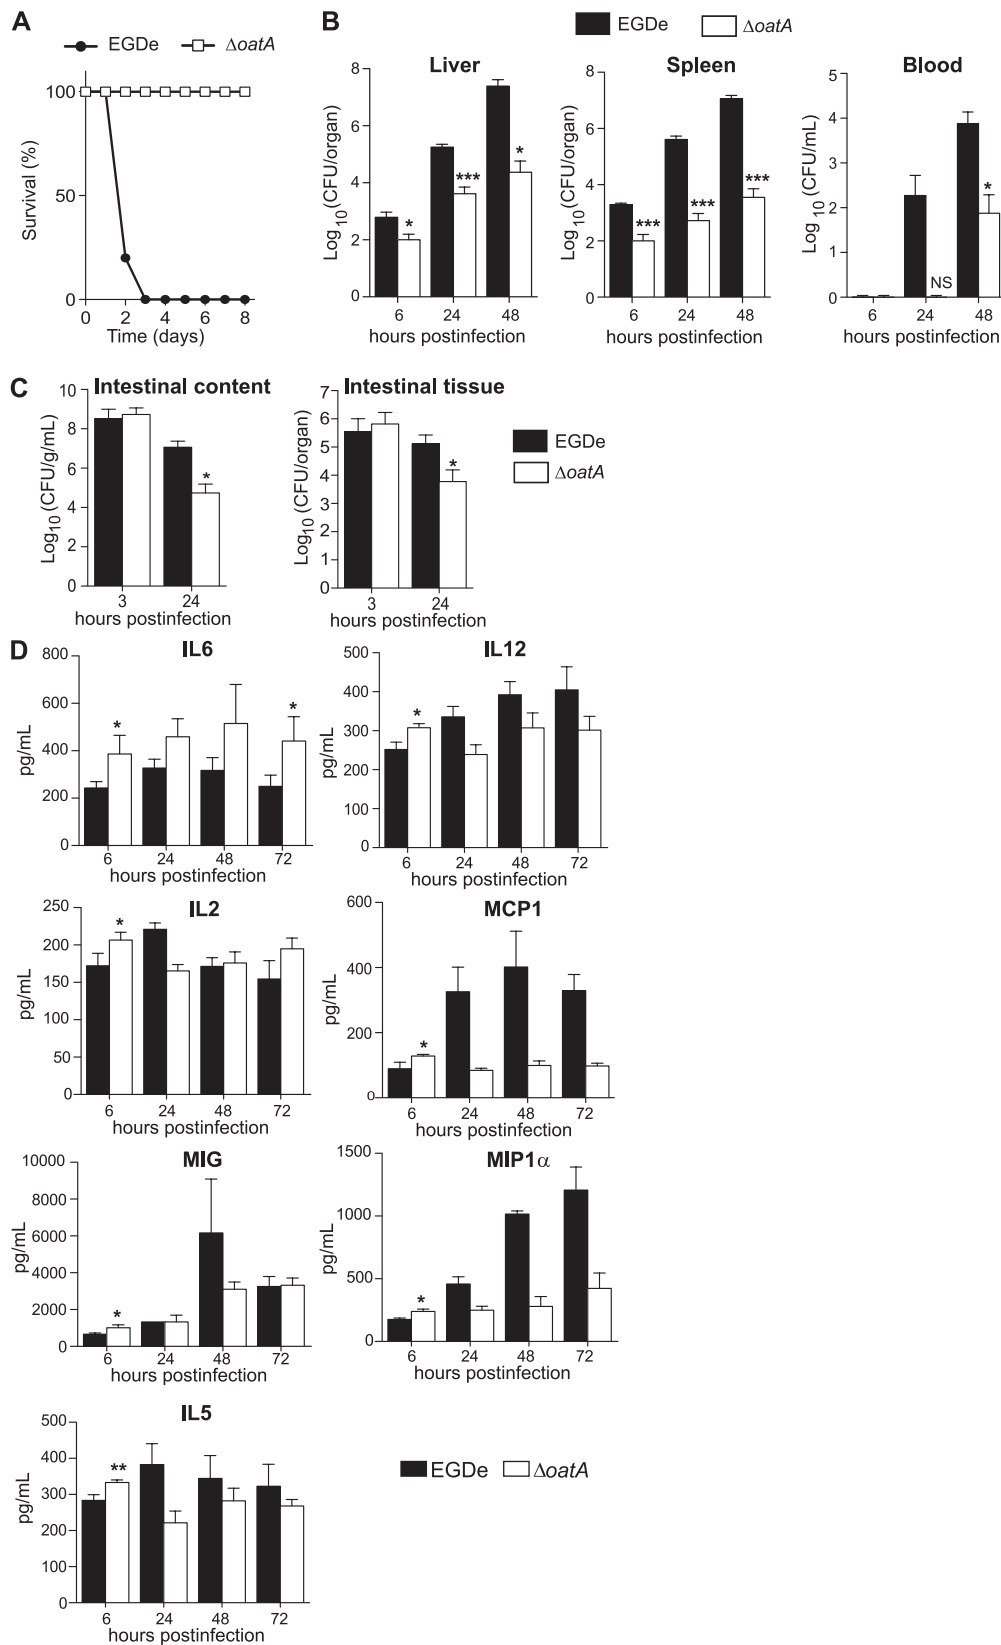 A
EGDe ΔoatA
Survival (%)
100
50
0
0 2 4 6 8
Time (days)
B
EGDe ΔoatA
Liver
Log10 (CFU/organ)
8
6
4
2
0
* *** *
6 24 48
hours postinfection
Spleen
Log10 (CFU/organ)
8
6
4
2
0
*** *** ***
6 24 48
hours postinfection
Blood
Log10 (CFU/mL)
5
4
3
2
1
0
NS *
6 24 48
hours postinfection
C
Intestinal content
Log10 (CFU/g/mL)
10
8
6
4
2
0
*
3 24
hours postinfection
Intestinal tissue
Log10 (CFU/organ)
7
6
5
4
3
2
1
0
*
3 24
hours postinfection
EGDe
ΔoatA
D
IL6
pg/mL
800
600
400
200
0
* *
6 24 48 72
hours postinfection
IL12
pg/mL
500
400
300
200
100
0
*
6 24 48 72
hours postinfection
IL2
pg/mL
250
200
150
100
50
0
*
6 24 48 72
hours postinfection
MCP1
pg/mL
600
400
200
0
*
6 24 48 72
hours postinfection
MIG
pg/mL
10000
8000
6000
4000
2000
0
*
6 24 48 72
hours postinfection
MIP1α
pg/mL
1500
1000
500
0
*
6 24 48 72
hours postinfection
IL5
pg/mL
500
400
300
200
100
0
**
6 24 48 72
hours postinfection
EGDe ΔoatA